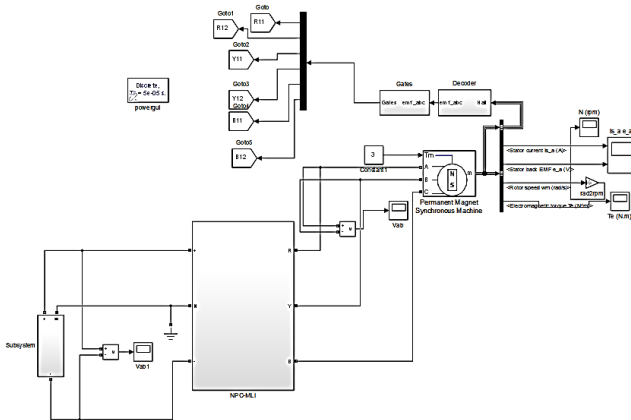 Goto1
Goto
R12
R11
Goto2
Y11
Goto3
Y12
Goto4
B11
Goto5
B12
Discrete,
Ts = 5e-05 s.
powergui
Gates
Gates
emf_abc
Decoder
emf_abc
Hall
N (rpm)
Is_a e_a
<Stator current is_a (A)>
<Stator back EMF e_a (V)>
<Rotor speed wm (rad/s)>
<Electromagnetic torque Te (N*m)>
rad2rpm
Te (N.m)
3
Constant1
Tm
A
B
C
N
S
m
Permanent Magnet
Synchronous Machine
+
-
v
Vab
+
N
-
R
Y
B
NPC-MLI
Subsystem
+
-
v
Vab1